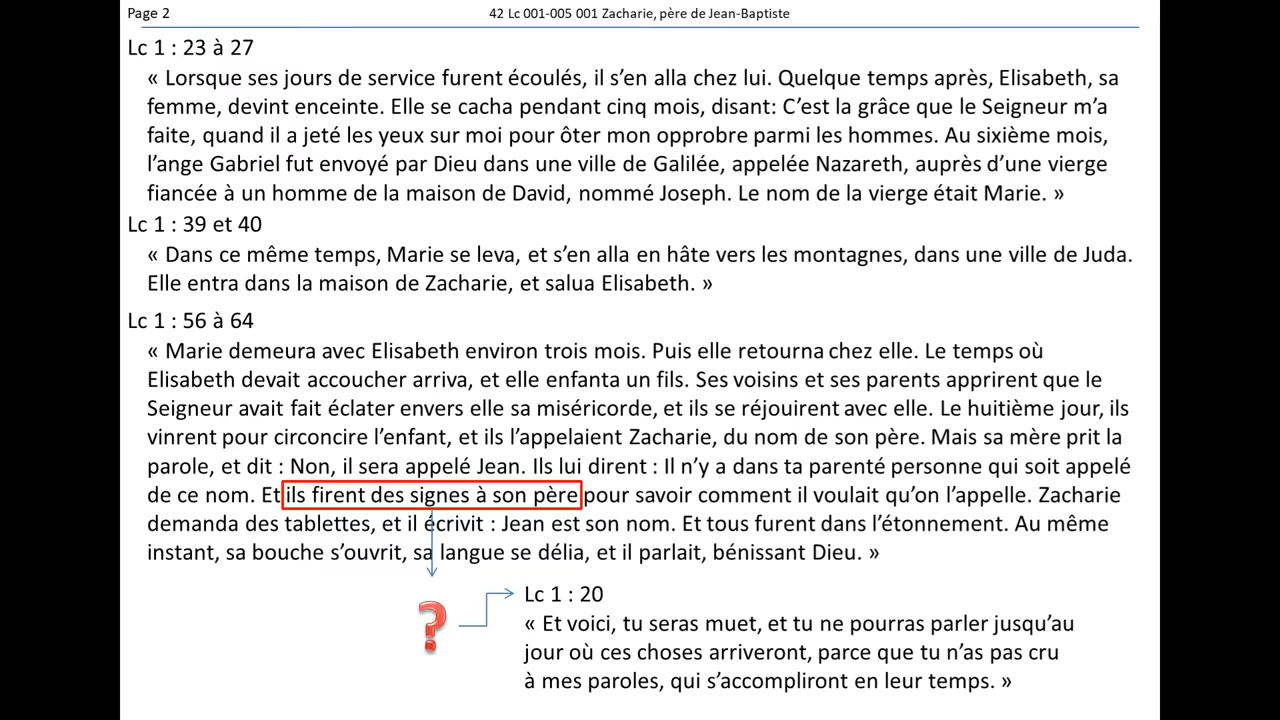 Page 2
42 Lc 001-005 001 Zacharie, père de Jean-Baptiste
Lc 1 : 23 à 27
« Lorsque ses jours de service furent écoulés, il s’en alla chez lui. Quelque temps après, Elisabeth, sa
femme, devint enceinte. Elle se cacha pendant cinq mois, disant: C’est la grâce que le Seigneur m’a
faite, quand il a jeté les yeux sur moi pour ôter mon opprobre parmi les hommes. Au sixième mois,
l’ange Gabriel fut envoyé par Dieu dans une ville de Galilée, appelée Nazareth, auprès d’une vierge
fiancée à un homme de la maison de David, nommé Joseph. Le nom de la vierge était Marie. »
Lc 1 : 39 et 40
« Dans ce même temps, Marie se leva, et s’en alla en hâte vers les montagnes, dans une ville de Juda.
Elle entra dans la maison de Zacharie, et salua Elisabeth. »
Lc 1 : 56 à 64
« Marie demeura avec Elisabeth environ trois mois. Puis elle retourna chez elle. Le temps où
Elisabeth devait accoucher arriva, et elle enfanta un fils. Ses voisins et ses parents apprirent que le
Seigneur avait fait éclater envers elle sa miséricorde, et ils se réjouirent avec elle. Le huitième jour, ils
vinrent pour circoncire l’enfant, et ils l’appelaient Zacharie, du nom de son père. Mais sa mère prit la
parole, et dit : Non, il sera appelé Jean. Ils lui dirent : Il n’y a dans ta parenté personne qui soit appelé
de ce nom. Et ils firent des signes à son père pour savoir comment il voulait qu’on l’appelle. Zacharie
demanda des tablettes, et il écrivit : Jean est son nom. Et tous furent dans l’étonnement. Au même
instant, sa bouche s’ouvrit, sa langue se délia, et il parlait, bénissant Dieu. »
?
Lc 1 : 20
« Et voici, tu seras muet, et tu ne pourras parler jusqu’au
jour où ces choses arriveront, parce que tu n’as pas cru
à mes paroles, qui s’accompliront en leur temps. »